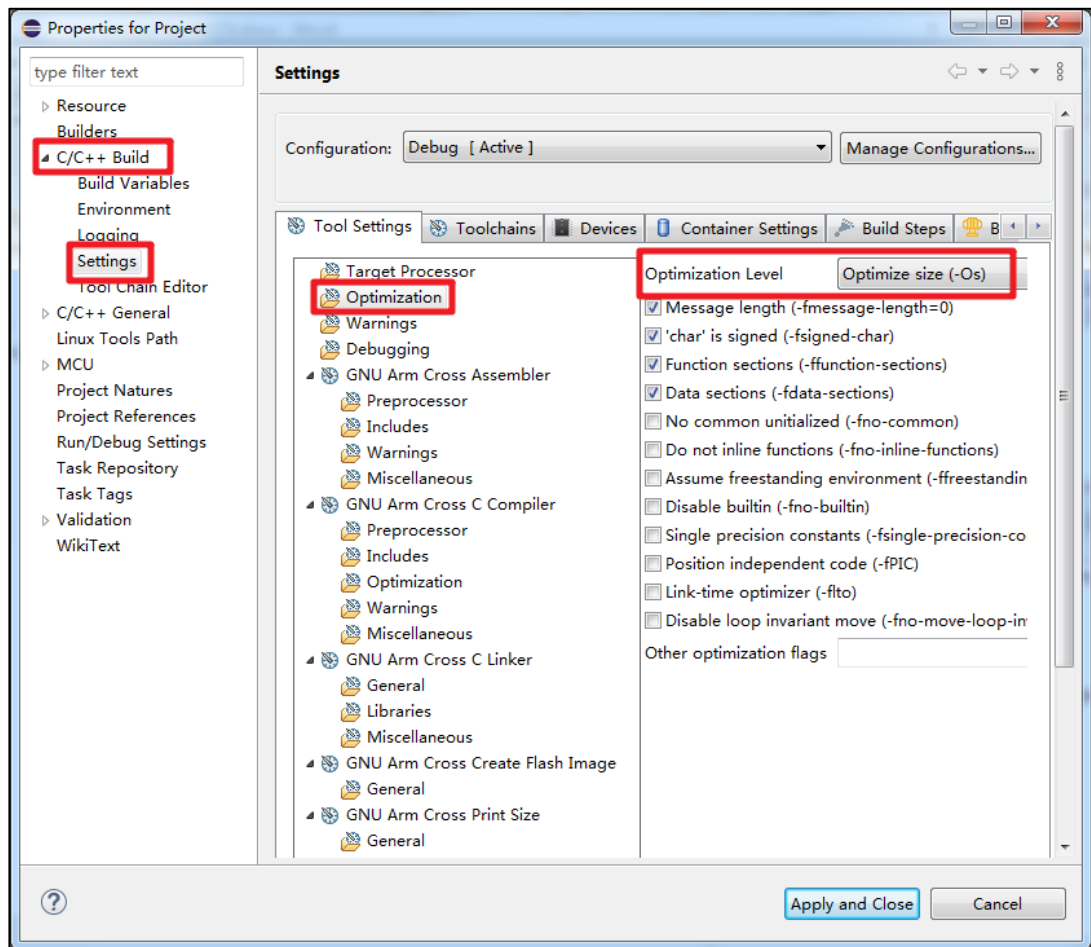 Properties for Project
type filter text
Resource
Builders
C/C++ Build
Build Variables
Environment
Logging
Settings
Tool Chain Editor
C/C++ General
Linux Tools Path
MCU
Project Natures
Project References
Run/Debug Settings
Task Repository
Task Tags
Validation
WikiText
Settings
Configuration: Debug [ Active ] Manage Configurations...
Tool Settings Toolchains Devices Container Settings Build Steps B
Target Processor
Optimization
Warnings
Debugging
GNU Arm Cross Assembler
Preprocessor
Includes
Warnings
Miscellaneous
GNU Arm Cross C Compiler
Preprocessor
Includes
Optimization
Warnings
Miscellaneous
GNU Arm Cross C Linker
General
Libraries
Miscellaneous
GNU Arm Cross Create Flash Image
General
GNU Arm Cross Print Size
General
Optimization Level Optimize size (-Os)
Message length (-fmessage-length=0)
'char' is signed (-fsigned-char)
Function sections (-ffunction-sections)
Data sections (-fdata-sections)
No common unitialized (-fno-common)
Do not inline functions (-fno-inline-functions)
Assume freestanding environment (-ffreestandin
Disable builtin (-fno-builtin)
Single precision constants (-fsingle-precision-co
Position independent code (-fPIC)
Link-time optimizer (-flto)
Disable loop invariant move (-fno-move-loop-in
Other optimization flags
Apply and Close Cancel